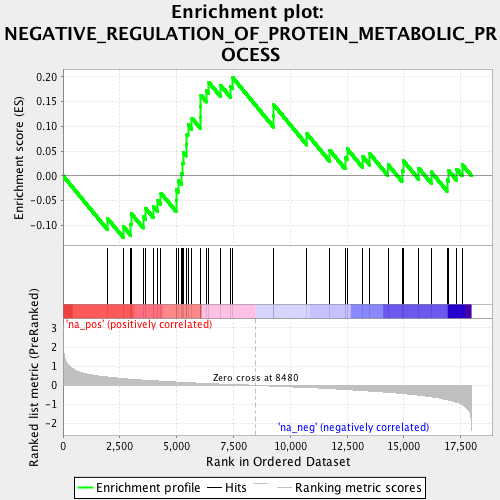 Enrichment plot:
NEGATIVE_REGULATION_OF_PROTEIN_METABOLIC_PR
OCESS
Enrichment score (ES)
0.20
0.15
0.10
0.05
0.00
-0.05
-0.10
'na_pos' (positively correlated)
Ranked list metric (PreRanked)
3
2
1
0
-1
-2
Zero cross at 8480
'na_neg' (negatively correlated)
0
2,500
5,000
7,500
10,000
12,500
15,000
17,500
Rank in Ordered Dataset
Enrichment profile
Hits
Ranking metric scores